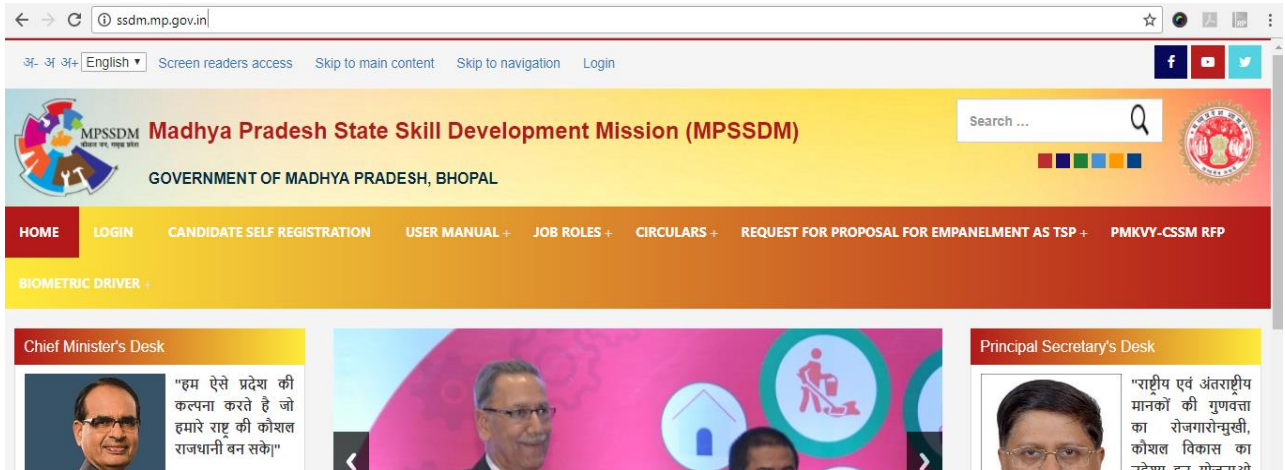 ssdm.mp.gov.in
अ- अ अ+ English Screen readers access Skip to main content Skip to navigation Login
MPSSDM
Madhya Pradesh State Skill Development Mission (MPSSDM)
Search ...
GOVERNMENT OF MADHYA PRADESH, BHOPAL
HOME LOGIN CANDIDATE SELF REGISTRATION USER MANUAL + JOB ROLES + CIRCULARS + REQUEST FOR PROPOSAL FOR EMPANELMENT AS TSP + PMKVY-CSSM RFP
BIOMETRIC DRIVER +
Chief Minister's Desk
"हम ऐसे प्रदेश की
कल्पना करते है जो
हमारे राष्ट्र की कौशल
राजधानी बन सके|"
Principal Secretary's Desk
"राष्ट्रीय एवं अंतराष्ट्रीय
मानकों की गुणवत्ता
का रोजगारोन्मुखी,
कौशल विकास का